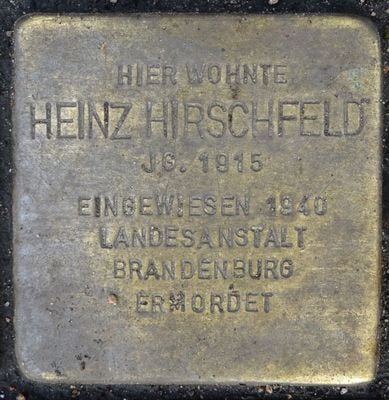 HIER WOHNTE
HEINZ HIRSCHFELD
JG. 1915
EINGEWIESEN 1940
LANDESANSTALT
BRANDENBURG
ERMORDET